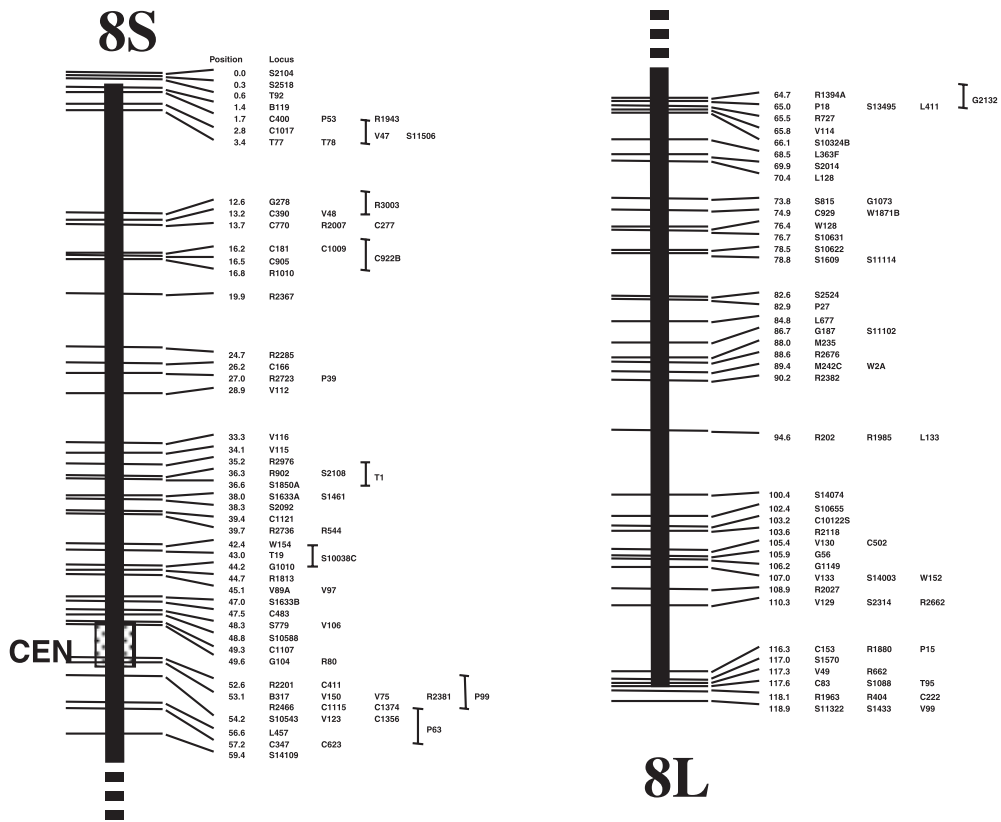 8S
Position Locus
0.0 S2104
0.3 S2518
0.6 T92
1.4 B119
1.7 C400 P53 R1943
2.8 C1017 V47 S11506
3.4 T77 T78
12.6 G278 R3003
13.2 C390 V48
13.7 C770 R2007 C277
16.2 C181 C1009
16.5 C905 C922B
16.8 R1010
19.9 R2367
24.7 R2285
26.2 C166
27.0 R2723 P39
28.9 V112
33.3 V116
34.1 V115
35.2 R2976
36.3 R902 S2108 T1
36.6 S1850A
38.0 S1633A S1461
38.3 S2092
39.4 C1121
39.7 R2736 R544
42.4 W154
43.0 T19 S10038C
44.2 G1010
44.7 R1813
45.1 V89A V97
47.0 S1633B
47.5 C483
48.3 S779 V106
48.8 S10588
49.3 C1107
CEN
49.6 G104 R80
52.6 R2201 C411
53.1 B317 V150 V75 R2381 P99
R2466 C1115 C1374
54.2 S10543 V123 C1356
56.6 L457 P63
57.2 C347 C623
59.4 S14109
64.7 R1394A G2132
65.0 P18 S13495 L411
65.5 R727
65.8 V114
66.1 S10324B
68.5 L363F
69.9 S2014
70.4 L128
73.8 S815 G1073
74.9 C929 W1871B
76.4 W128
76.7 S10631
78.5 S10622
78.8 S1609 S11114
82.6 S2524
82.9 P27
84.8 L677
86.7 G187 S11102
88.0 M235
88.6 R2676
89.4 M242C W2A
90.2 R2382
94.6 R202 R1985 L133
100.4 S14074
102.4 S10655
103.2 C10122S
103.6 R2118
105.4 V130 C502
105.9 G56
106.2 G1149
107.0 V133 S14003 W152
108.9 R2027
110.3 V129 S2314 R2662
116.3 C153 R1880 P15
117.0 S1570
117.3 V49 R662
117.6 C83 S1088 T95
118.1 R1963 R404 C222
118.9 S11322 S1433 V99
8L